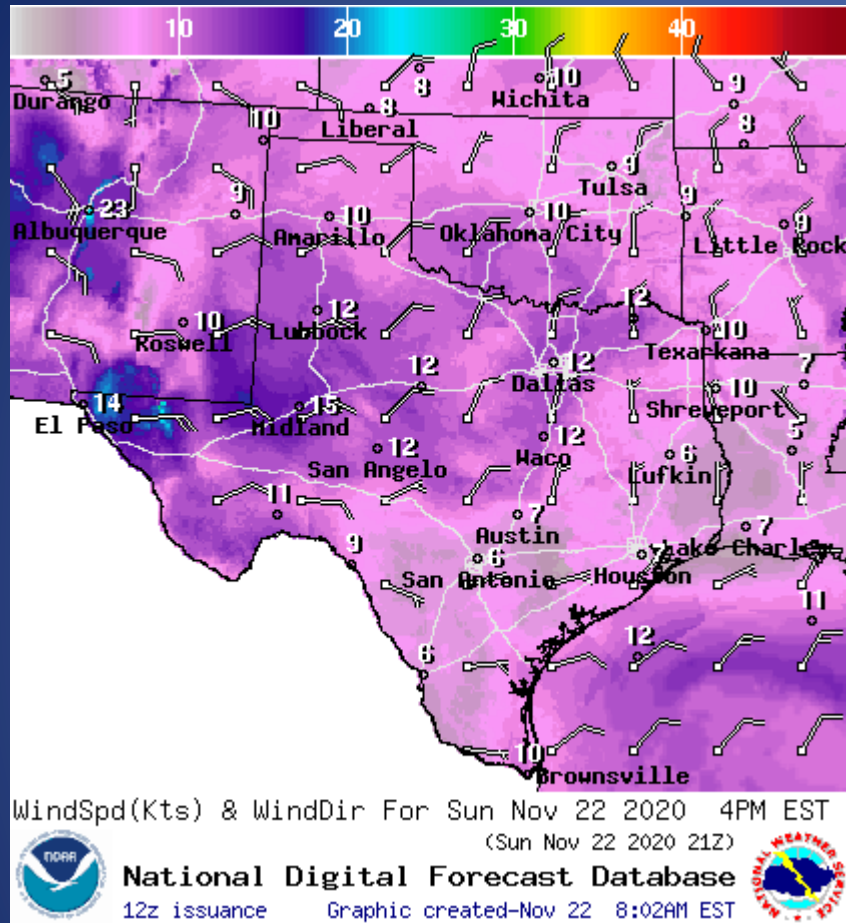 10 20 30 40
5 8 10 9
Durango Wichita
8
Liberal
10 8
9
Tulsa
23 9 10 10 9 9
Albuquerque Amarillo Oklahoma City Little Rock
10 12 12 10
Roswell Lubbock Texarkana
12 12 7
Dallas
14 15 10
El Paso Midland Shreveport
12 12 6 5
San Angelo Waco Lufkin
11 7 7
Austin Lake Charles
9 6 7
San Antonio Houston
11
6 12
10
Brownsville
WindSpd(Kts) & WindDir For Sun Nov 22 2020 4PM EST
(Sun Nov 22 2020 21Z)
NOAA
National Digital Forecast Database
12z issuance Graphic created-Nov 22 8:02AM EST
NATIONAL WEATHER SERVICE